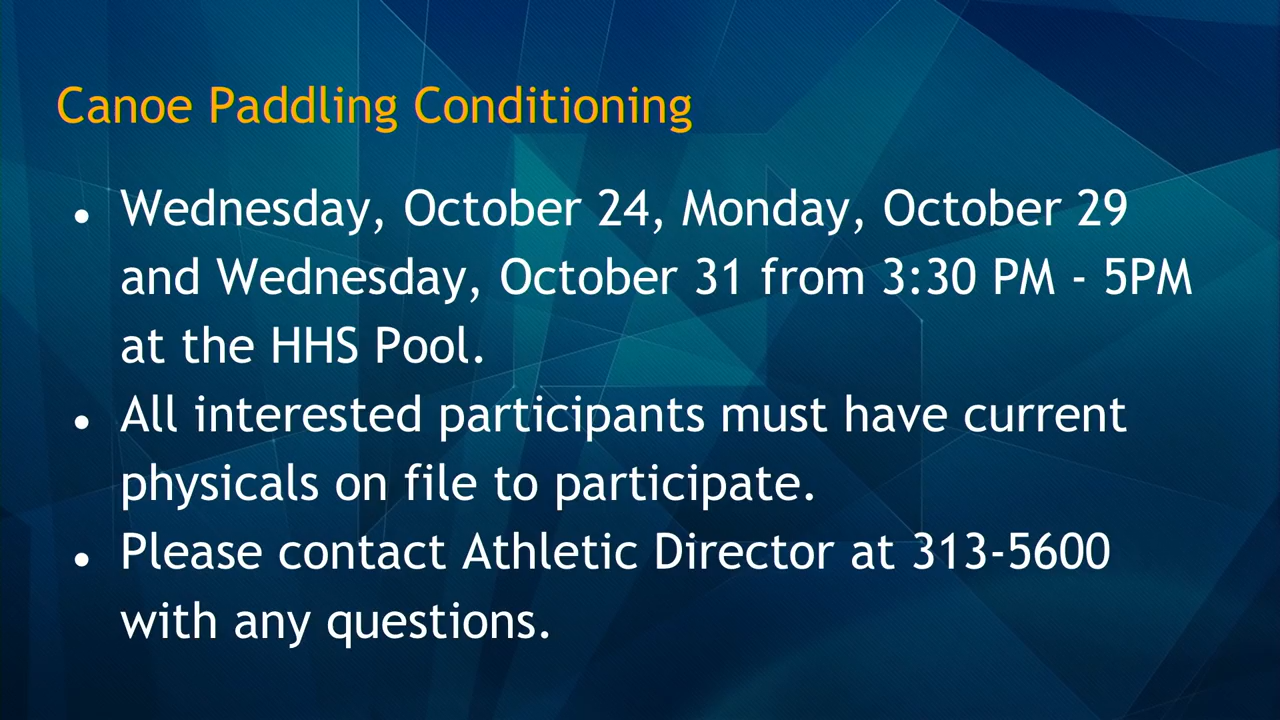 Canoe Paddling Conditioning
● Wednesday, October 24, Monday, October 29
and Wednesday, October 31 from 3:30 PM - 5PM
at the HHS Pool.
● All interested participants must have current
physicals on file to participate.
● Please contact Athletic Director at 313-5600
with any questions.